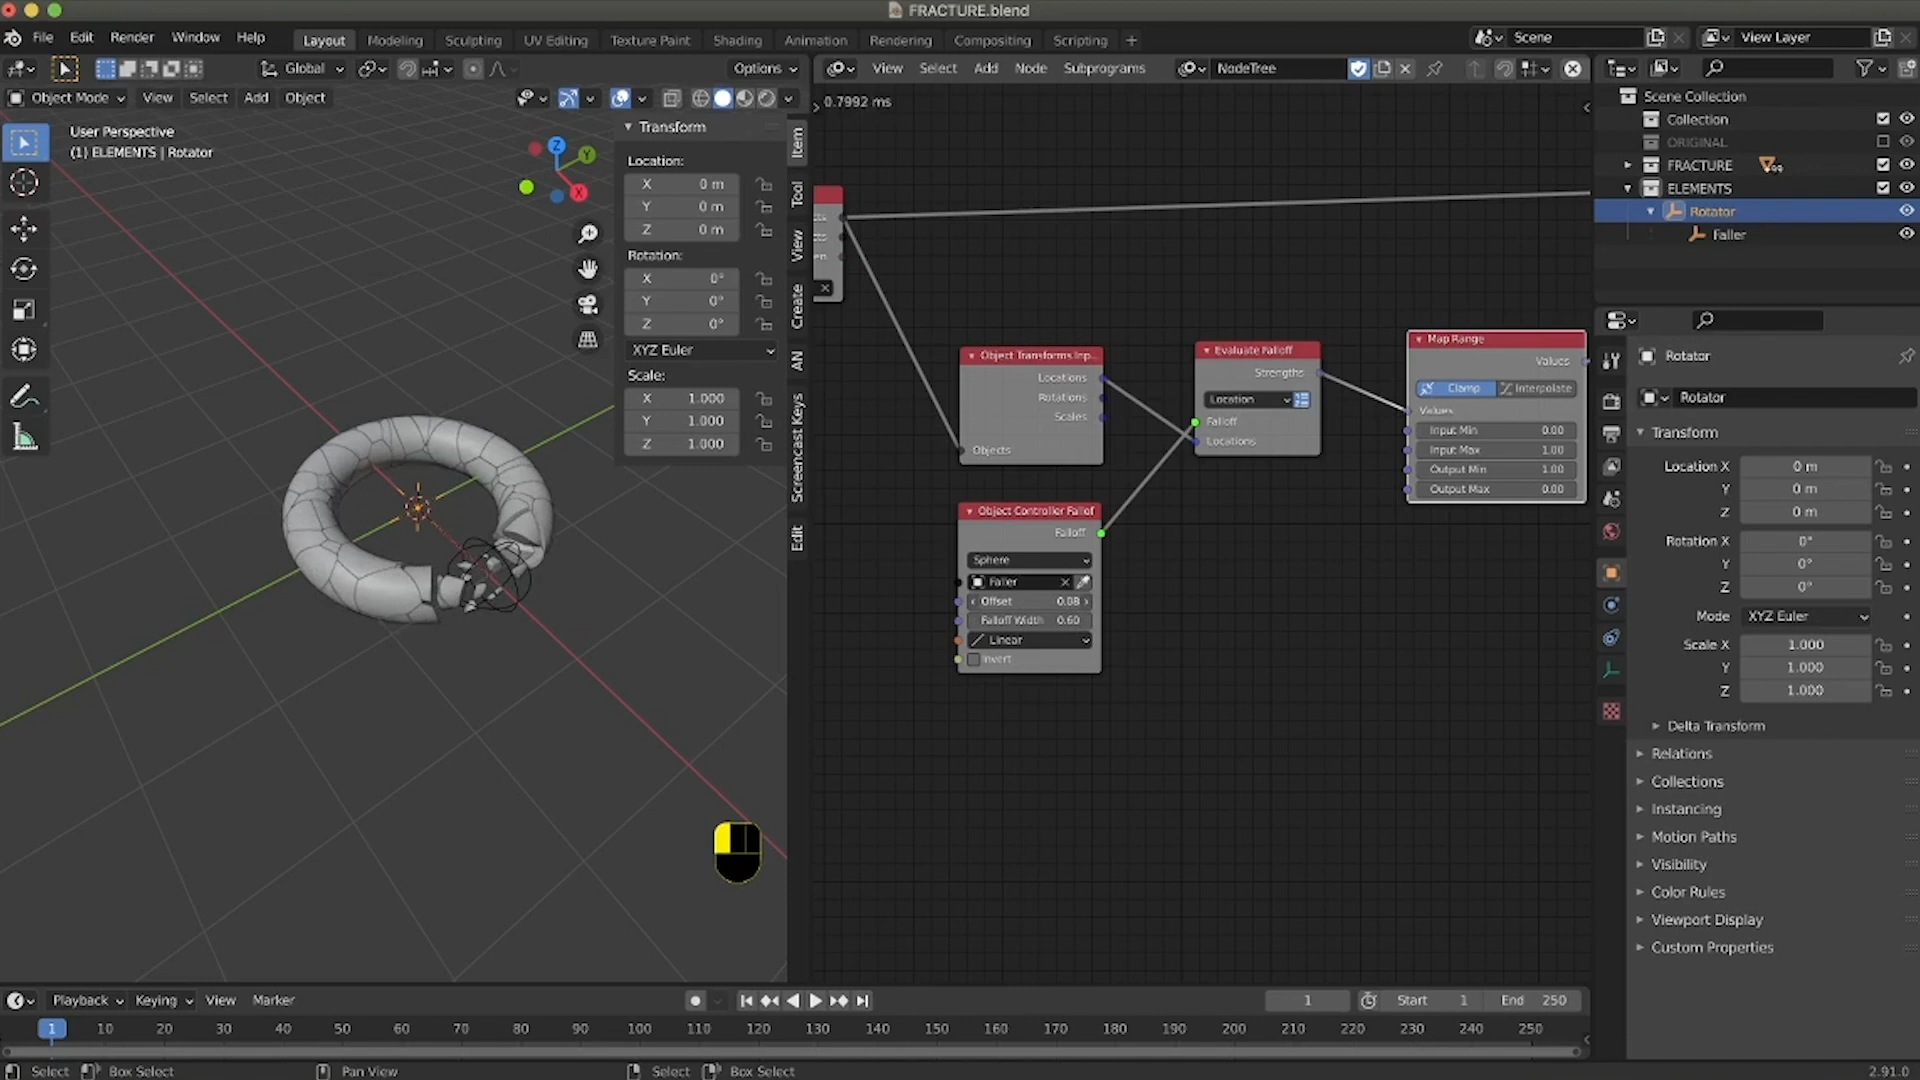 FRACTURE.blend
File Edit Render Window Help
Layout Modeling Sculpting UV Editing Texture Paint Shading Animation Rendering Compositing Scripting +
Scene
View Layer
Global
Options
View Select Add Node Subprograms
NodeTree
Object Mode View Select Add Object
0.7992 ms
User Perspective
(1) ELEMENTS | Rotator
Z
Y
X
Transform
Location:
X 0 m
Y 0 m
Z 0 m
Rotation:
X 0°
Y 0°
Z 0°
XYZ Euler
Scale:
X 1.000
Y 1.000
Z 1.000
Item
Tool
View
Create
AN
Screencast Keys
Edit
Object Transforms Inp...
Locations
Rotations
Scales
Objects
Evaluate Falloff
Strengths
Location
Falloff
Locations
Map Range
Values
Clamp Interpolate
Values
Input Min 0.00
Input Max 1.00
Output Min 1.00
Output Max 0.00
Object Controller Fallof
Falloff
Sphere
Faller
Offset 0.08
Falloff Width 0.60
Linear
Invert
Scene Collection
Collection
ORIGINAL
FRACTURE 99
ELEMENTS
Rotator
Faller
Rotator
Rotator
Transform
Location X 0 m
Y 0 m
Z 0 m
Rotation X 0°
Y 0°
Z 0°
Mode XYZ Euler
Scale X 1.000
Y 1.000
Z 1.000
Delta Transform
Relations
Collections
Instancing
Motion Paths
Visibility
Color Rules
Viewport Display
Custom Properties
Playback Keying View Marker
1
Start 1
End 250
1 10 20 30 40 50 60 70 80 90 100 110 120 130 140 150 160 170 180 190 200 210 220 230 240 250
Select Box Select Pan View Select Box Select
2.91.0